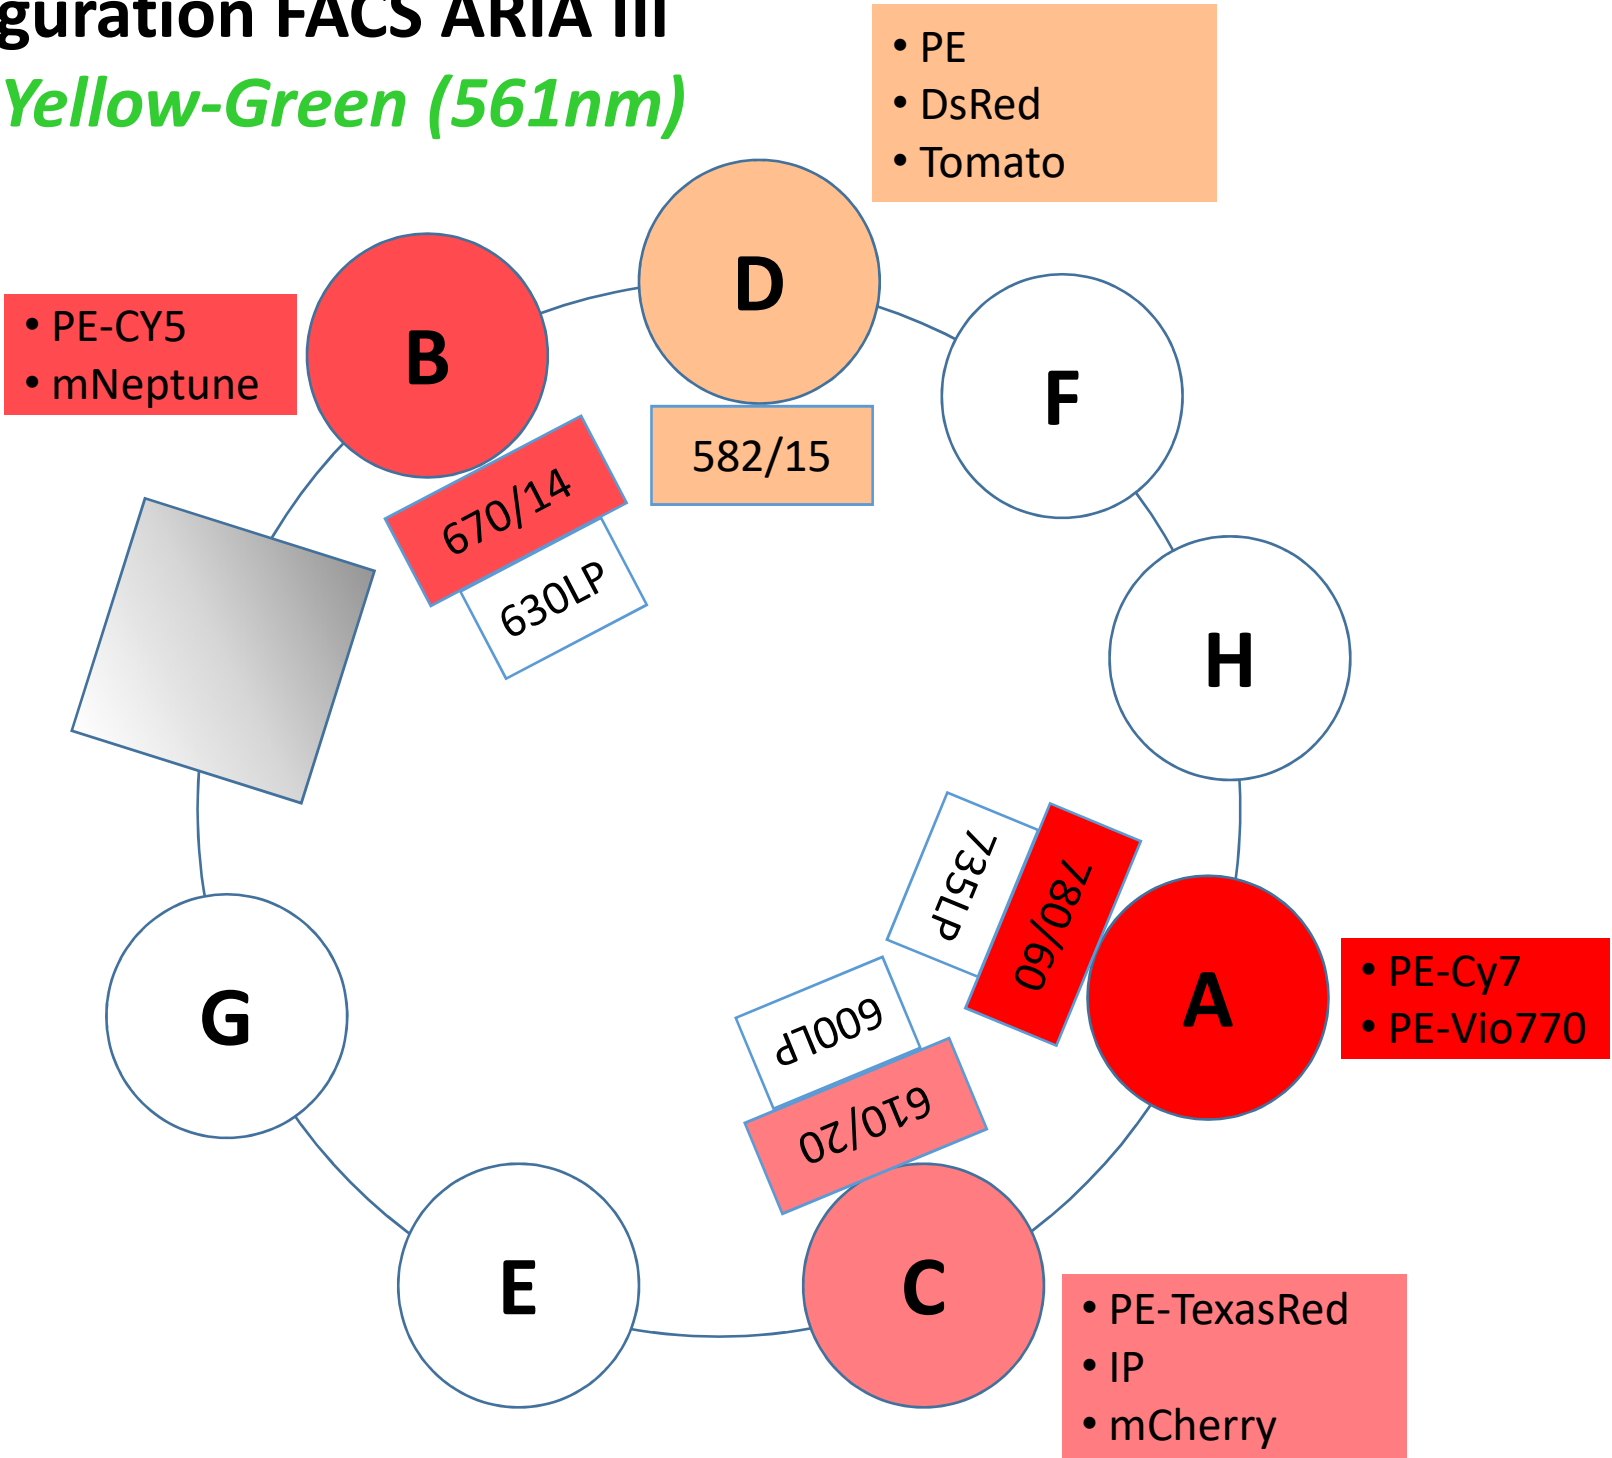 guration FACS ARIA III
Yellow-Green (561nm)
• PE
• DsRed
• Tomato
D
582/15
• PE-CY5
• mNeptune
B
670/14
630LP
F
H
735LP
780/60
A
• PE-Cy7
• PE-Vio770
600LP
610/20
C
• PE-TexasRed
• IP
• mCherry
E
G